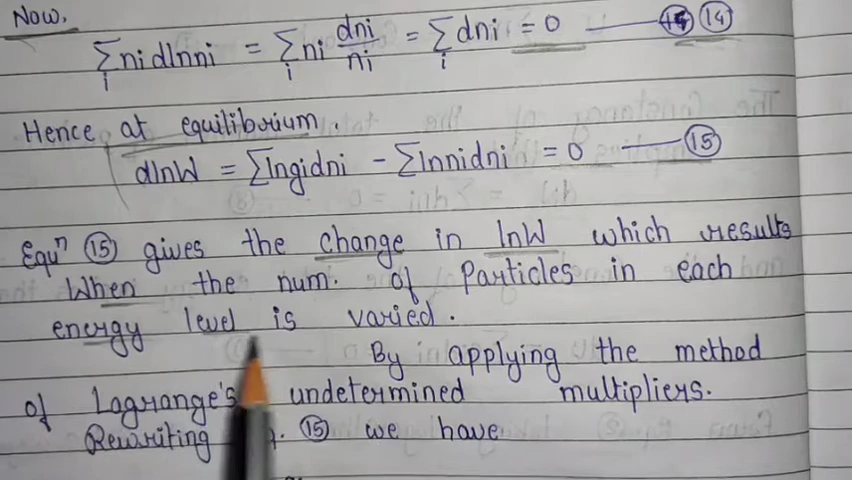 Now,
∑i ni dlnni = ∑i ni dni/ni = ∑i dni = 0 — (14)
Hence, at equilibrium.
dlnW = ∑lngidni - ∑lnnidni = 0 — (15)
Equⁿ (15) gives the change in lnW which results
When the num. of Particles in each
energy level is varied.
By applying the method
of Lagrange's undetermined multipliers.
Rewriting (15) we have